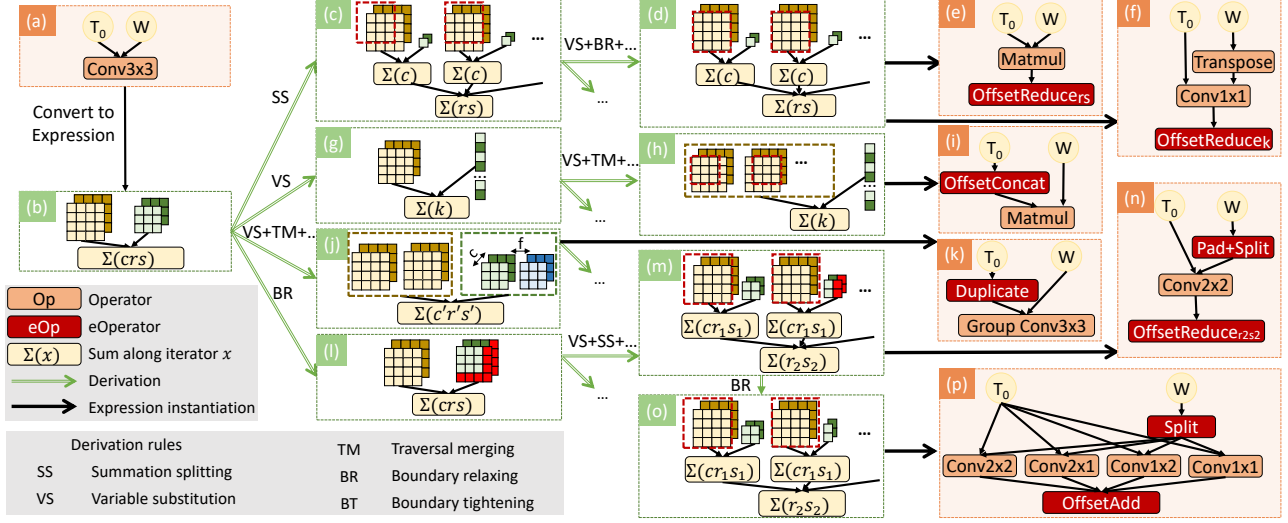 (a)
T0 W
Conv3x3
Convert to
Expression
(b)
Σ(crs)
Op Operator
eOp eOperator
Σ(x) Sum along iterator x
Derivation
Expression instantiation
Derivation rules
SS Summation splitting
VS Variable substitution
TM Traversal merging
BR Boundary relaxing
BT Boundary tightening
SS
VS
VS+TM+..
BR
(c)
...
Σ(c) Σ(c)
Σ(rs)
VS+BR+...
...
(d)
...
Σ(c) Σ(c)
Σ(rs)
(e)
T0 W
Matmul
OffsetReducers
(f)
T0 W
Transpose
Conv1x1
OffsetReducek
(g)
...
Σ(k)
VS+TM+...
...
(h)
...
...
Σ(k)
(i)
T0 W
OffsetConcat
Matmul
(j)
c f
Σ(c'r's')
...
(k)
T0 W
Duplicate
Group Conv3x3
(l)
Σ(crs)
VS+SS+...
...
(m)
...
Σ(cr1s1) Σ(cr1s1)
Σ(r2s2)
BR
(n)
T0 W
Pad+Split
Conv2x2
OffsetReducer2s2
(o)
...
Σ(cr1s1) Σ(cr1s1)
Σ(r2s2)
(p)
T0 W
Split
Conv2x2 Conv2x1 Conv1x2 Conv1x1
OffsetAdd